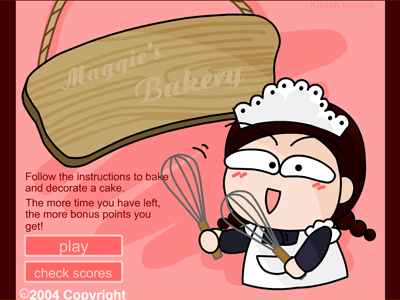 Kizash version
Maggie's
Bakery
Follow the instructions to bake
and decorate a cake.
The more time you have left,
the more bonus points you
get!
play
check scores
©2004 Copyright